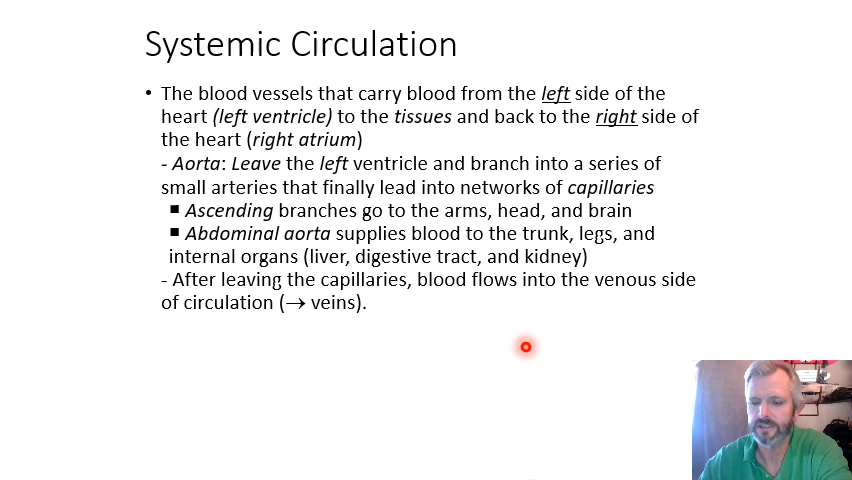 Systemic Circulation
• The blood vessels that carry blood from the left side of the
heart (left ventricle) to the tissues and back to the right side of
the heart (right atrium)
- Aorta: Leave the left ventricle and branch into a series of
small arteries that finally lead into networks of capillaries
■ Ascending branches go to the arms, head, and brain
■ Abdominal aorta supplies blood to the trunk, legs, and
internal organs (liver, digestive tract, and kidney)
- After leaving the capillaries, blood flows into the venous side
of circulation (→ veins).